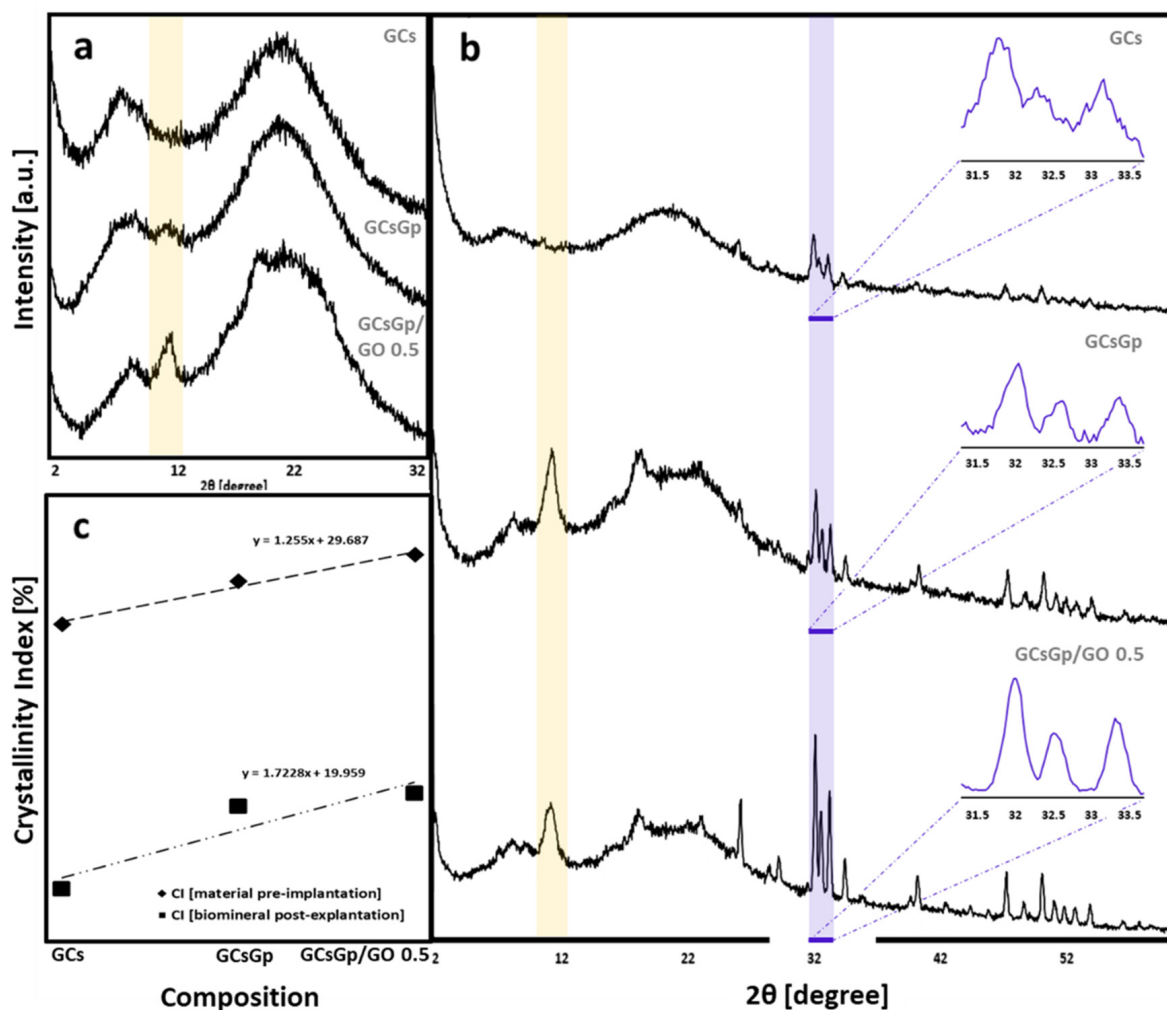 a
GCs
GCsGp
GCsGp/
GO 0.5
Intensity [a.u.]
2 12 22 32
2θ [degree]
b
GCs
31.5 32 32.5 33 33.5
GCsGp
31.5 32 32.5 33 33.5
GCsGp/GO 0.5
31.5 32 32.5 33 33.5
2 12 22 32 42 52
2θ [degree]
c
y = 1.255x + 29.687
y = 1.7228x + 19.959
CI [material pre-implantation]
CI [biomineral post-explantation]
Crystallinity Index [%]
GCs GCsGp GCsGp/GO 0.5
Composition